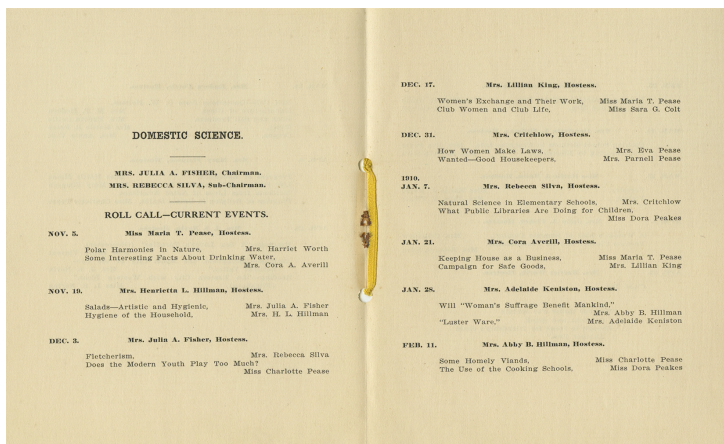 DOMESTIC SCIENCE.
MRS. JULIA A. FISHER, Chairman.
MRS. REBECCA SILVA, Sub-Chairman.
ROLL CALL—CURRENT EVENTS.
NOV. 5. Miss Maria T. Pease, Hostess.
Polar Harmonies in Nature, Mrs. Harriet Worth
Some Interesting Facts About Drinking Water,
Mrs. Cora A. Averill
NOV. 19. Mrs. Henrietta L. Hillman, Hostess.
Salads—Artistic and Hygienic, Mrs. Julia A. Fisher
Hygiene of the Household, Mrs. H. L. Hillman
DEC. 3. Mrs. Julia A. Fisher, Hostess.
Fletcherism, Mrs. Rebecca Silva
Does the Modern Youth Play Too Much?
Miss Charlotte Pease
DEC. 17. Mrs. Lillian King, Hostess.
Women's Exchange and Their Work, Miss Maria T. Pease
Club Women and Club Life, Miss Sara G. Colt
DEC. 31. Mrs. Critchlow, Hostess.
How Women Make Laws, Mrs. Eva Pease
Wanted—Good Housekeepers, Mrs. Parnell Pease
1910.
JAN. 7. Mrs. Rebecca Silva, Hostess.
Natural Science in Elementary Schools, Mrs. Critchlow
What Public Libraries Are Doing for Children,
Miss Dora Peakes
JAN. 21. Mrs. Cora Averill, Hostess.
Keeping House as a Business, Miss Maria T. Pease
Campaign for Safe Goods, Mrs. Lillian King
JAN. 28. Mrs. Adelaide Keniston, Hostess.
Will "Woman's Suffrage Benefit Mankind,"
Mrs. Abby B. Hillman
"Luster Ware," Mrs. Adelaide Keniston
FEB. 11. Mrs. Abby B. Hillman, Hostess.
Some Homely Viands, Miss Charlotte Pease
The Use of the Cooking Schools, Miss Dora Peakes